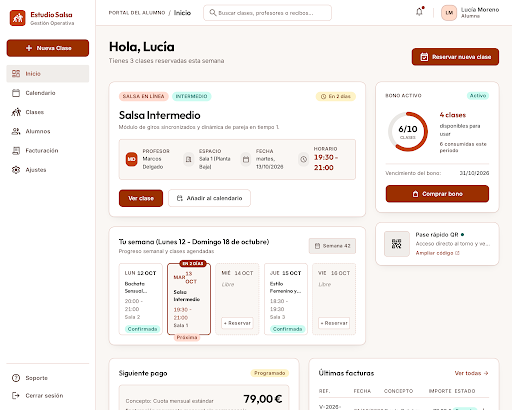 Estudio Salsa
Gestión Operativa
+ Nueva Clase
Inicio
Calendario
Clases
Alumnos
Facturación
Ajustes
Soporte
Cerrar sesión
PORTAL DEL ALUMNO / Inicio
Buscar clases, profesores o recibos...
LM
Lucía Moreno
Alumna
Hola, Lucía
Tienes 3 clases reservadas esta semana
Reservar nueva clase
SALSA EN LÍNEA
INTERMEDIO
En 2 días
Salsa Intermedio
Módulo de giros sincronizados y dinámica de pareja en tiempo 1.
MD
PROFESOR
Marcos Delgado
ESPACIO
Sala 1 (Planta Baja)
FECHA
martes, 13/10/2026
HORARIO
19:30 - 21:00
Ver clase
Añadir al calendario
BONO ACTIVO
Activo
6/10
CLASES
4 clases
disponibles para usar
6 consumidas este periodo
Vencimiento del bono:
31/10/2026
Comprar bono
Pase rápido QR
Acceso directo al torno y ve...
Ampliar código
Tu semana (Lunes 12 - Domingo 18 de octubre)
Progreso semanal y clases agendadas
Semana 42
LUN 12 OCT
Bachata Sensual...
20:00 - 21:00
Sala 2
Confirmada
EN 2 DÍAS
MAR 13 OCT
Salsa Intermedio
19:30 - 21:00
Sala 1
Próxima
MIÉ 14 OCT
Libre
+ Reservar
JUE 15 OCT
Estilo Femenino y...
18:30 - 19:30
Sala 2
Confirmada
VIE 16 OCT
Libre
+ Reservar
Siguiente pago
Programado
Concepto: Cuota mensual estándar
79,00 €
Últimas facturas
Ver todas →
REF.
FECHA
CONCEPTO
IMPORTE
ESTADO
V-2026-